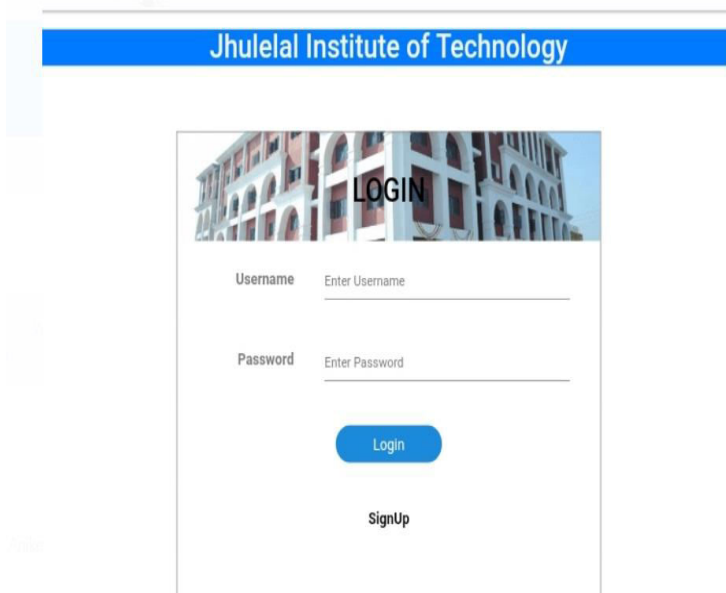 Jhulelal Institute of Technology
LOGIN
Username Enter Username
Password Enter Password
Login
SignUp